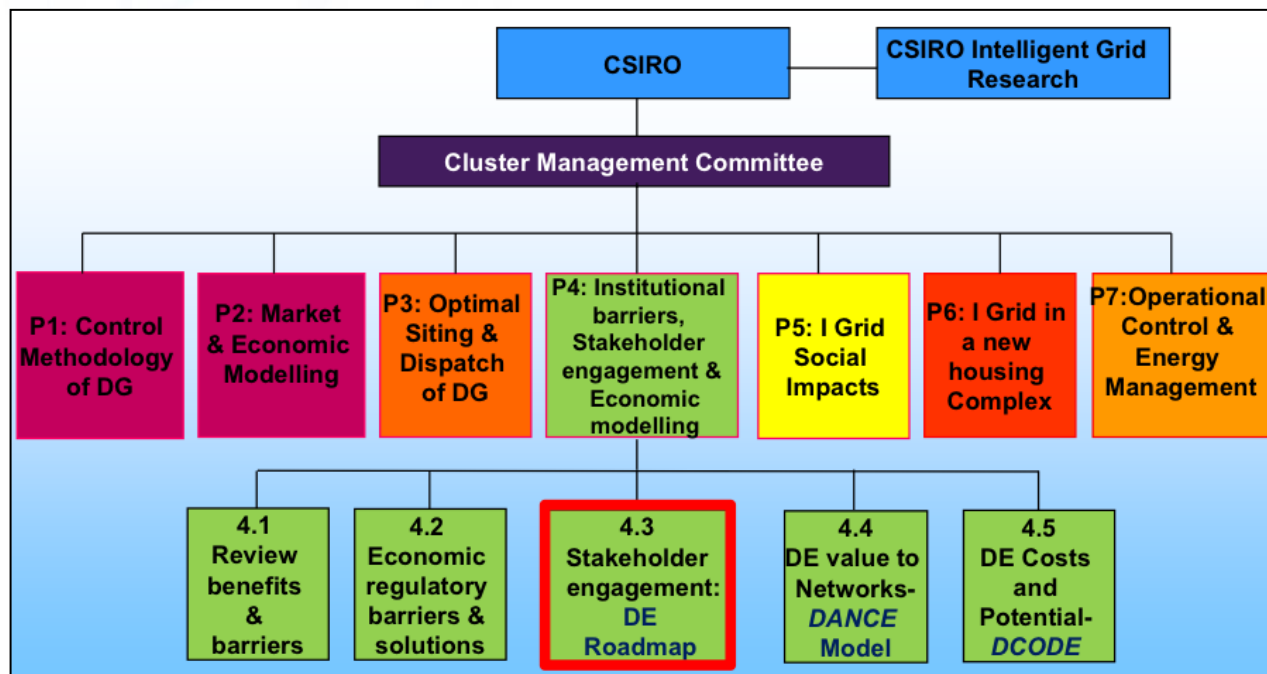 CSIRO
CSIRO Intelligent Grid
Research
Cluster Management Committee
P1: Control
Methodology
of DG
P2: Market
& Economic
Modelling
P3: Optimal
Siting &
Dispatch
of DG
P4: Institutional
barriers,
Stakeholder
engagement &
Economic
modelling
P5: I Grid
Social
Impacts
P6: I Grid in
a new
housing
Complex
P7:Operational
Control &
Energy
Management
4.1
Review
benefits
&
barriers
4.2
Economic
regulatory
barriers &
solutions
4.3
Stakeholder
engagement:
DE
Roadmap
4.4
DE value to
Networks-
DANCE
Model
4.5
DE Costs
and
Potential-
DCODE